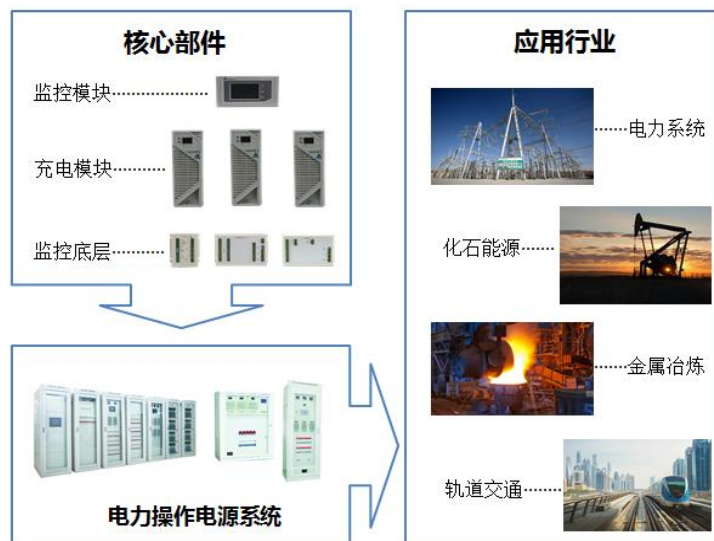 核心部件
监控模块
充电模块
监控底层
电力操作电源系统
应用行业
电力系统
化石能源
金属冶炼
轨道交通